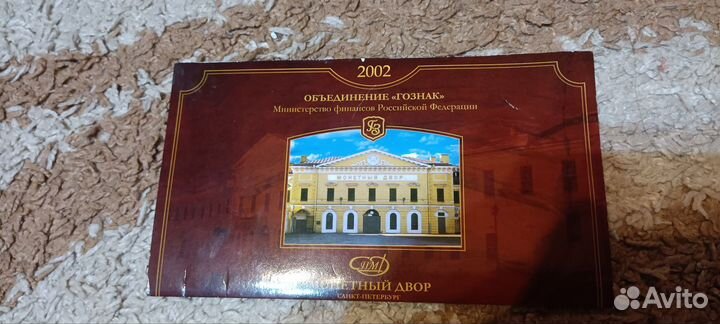 2002
ОБЪЕДИНЕНИЕ «ГОЗНАК»
Министерство финансов Российской Федерации
МОНЕТНЫЙ ДВОР
МОНЕТНЫЙ ДВОР
САНКТ-ПЕТЕРБУРГ
Avito